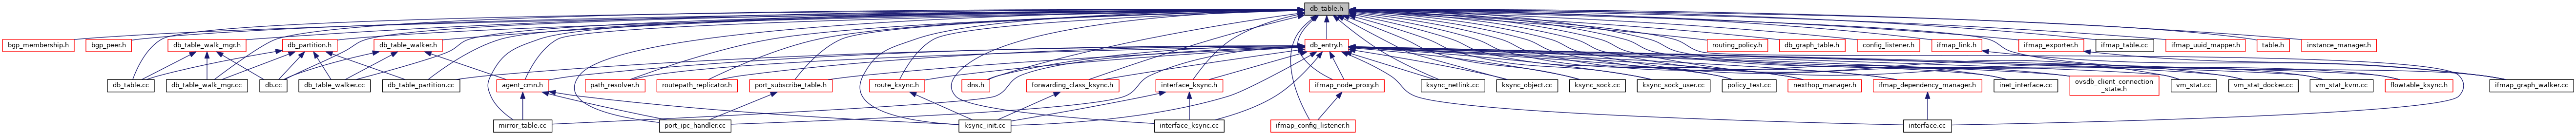 db_table.h
bgp_membership.h
bgp_peer.h
db_table_walk_mgr.h
db_partition.h
db_table_walker.h
db_entry.h
routing_policy.h
db_graph_table.h
config_listener.h
ifmap_link.h
ifmap_exporter.h
ifmap_table.cc
ifmap_uuid_mapper.h
table.h
instance_manager.h
db_table.cc
db_table_walk_mgr.cc
db.cc
db_table_walker.cc
db_table_partition.cc
agent_cmn.h
path_resolver.h
routepath_replicator.h
port_subscribe_table.h
route_ksync.h
dns.h
forwarding_class_ksync.h
interface_ksync.h
ifmap_node_proxy.h
ksync_netlink.cc
ksync_object.cc
ksync_sock.cc
ksync_sock_user.cc
policy_test.cc
nexthop_manager.h
ifmap_dependency_manager.h
inet_interface.cc
ovsdb_client_connection
_state.h
vm_stat.cc
vm_stat_docker.cc
vm_stat_kvm.cc
flowtable_ksync.h
ifmap_graph_walker.cc
mirror_table.cc
port_ipc_handler.cc
ksync_init.cc
interface_ksync.cc
ifmap_config_listener.h
interface.cc